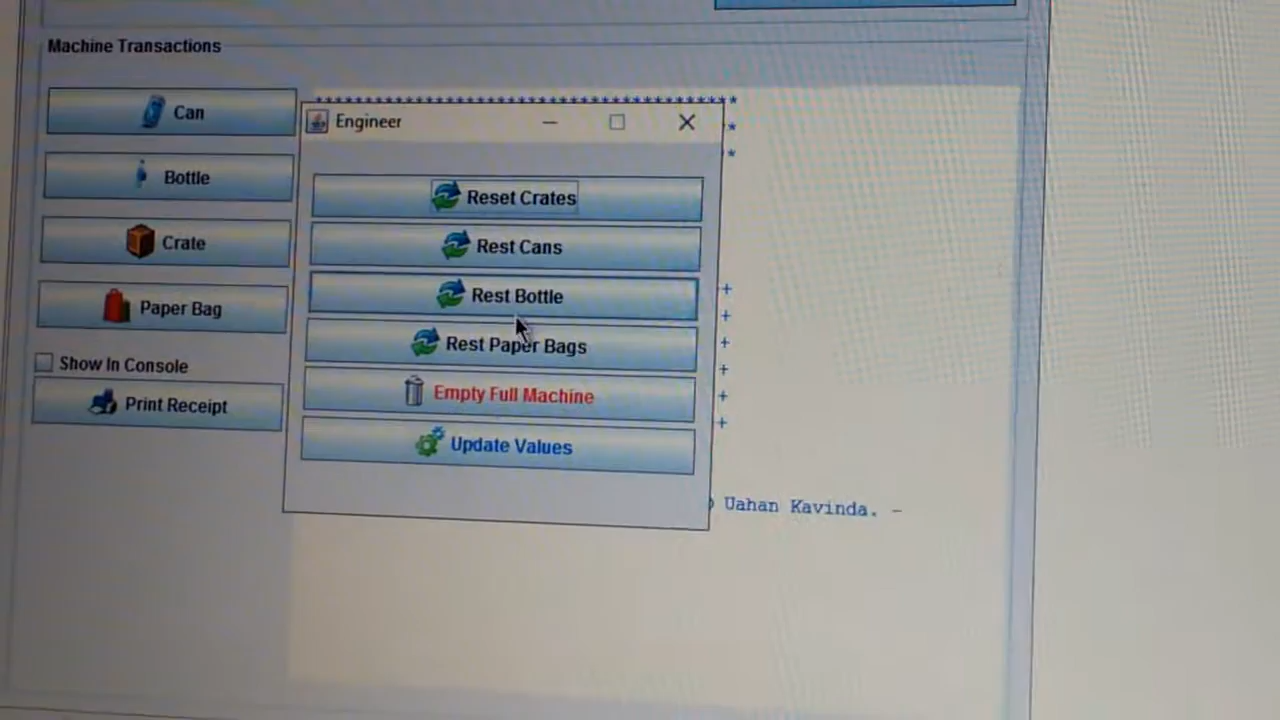 Machine Transactions
Can
Bottle
Crate
Paper Bag
Show In Console
Print Receipt
****************************************
*
*
Engineer
Reset Crates
Rest Cans
Rest Bottle
Rest Paper Bags
Empty Full Machine
Update Values
+
+
+
+
+
+
Uahan Kavinda. -